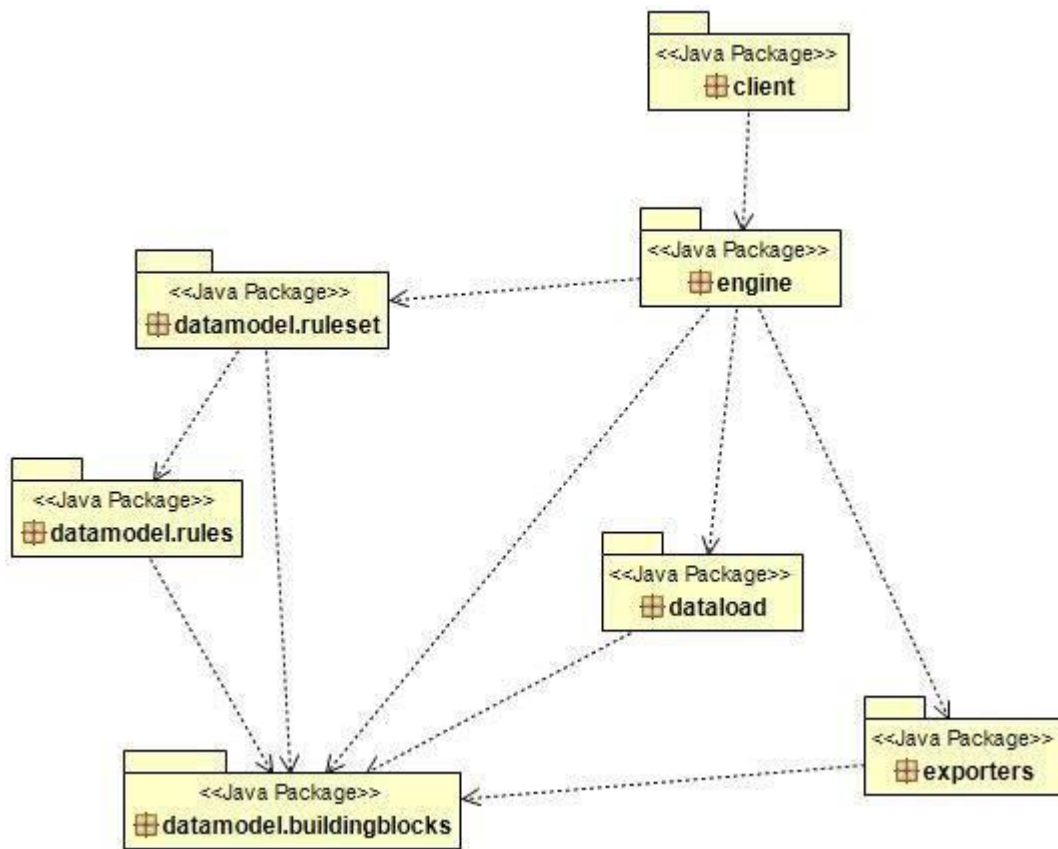 <<Java Package>>
client
<<Java Package>>
engine
<<Java Package>>
datamodel.ruleset
<<Java Package>>
datamodel.rules
<<Java Package>>
dataload
<<Java Package>>
exporters
<<Java Package>>
datamodel.buildingblocks